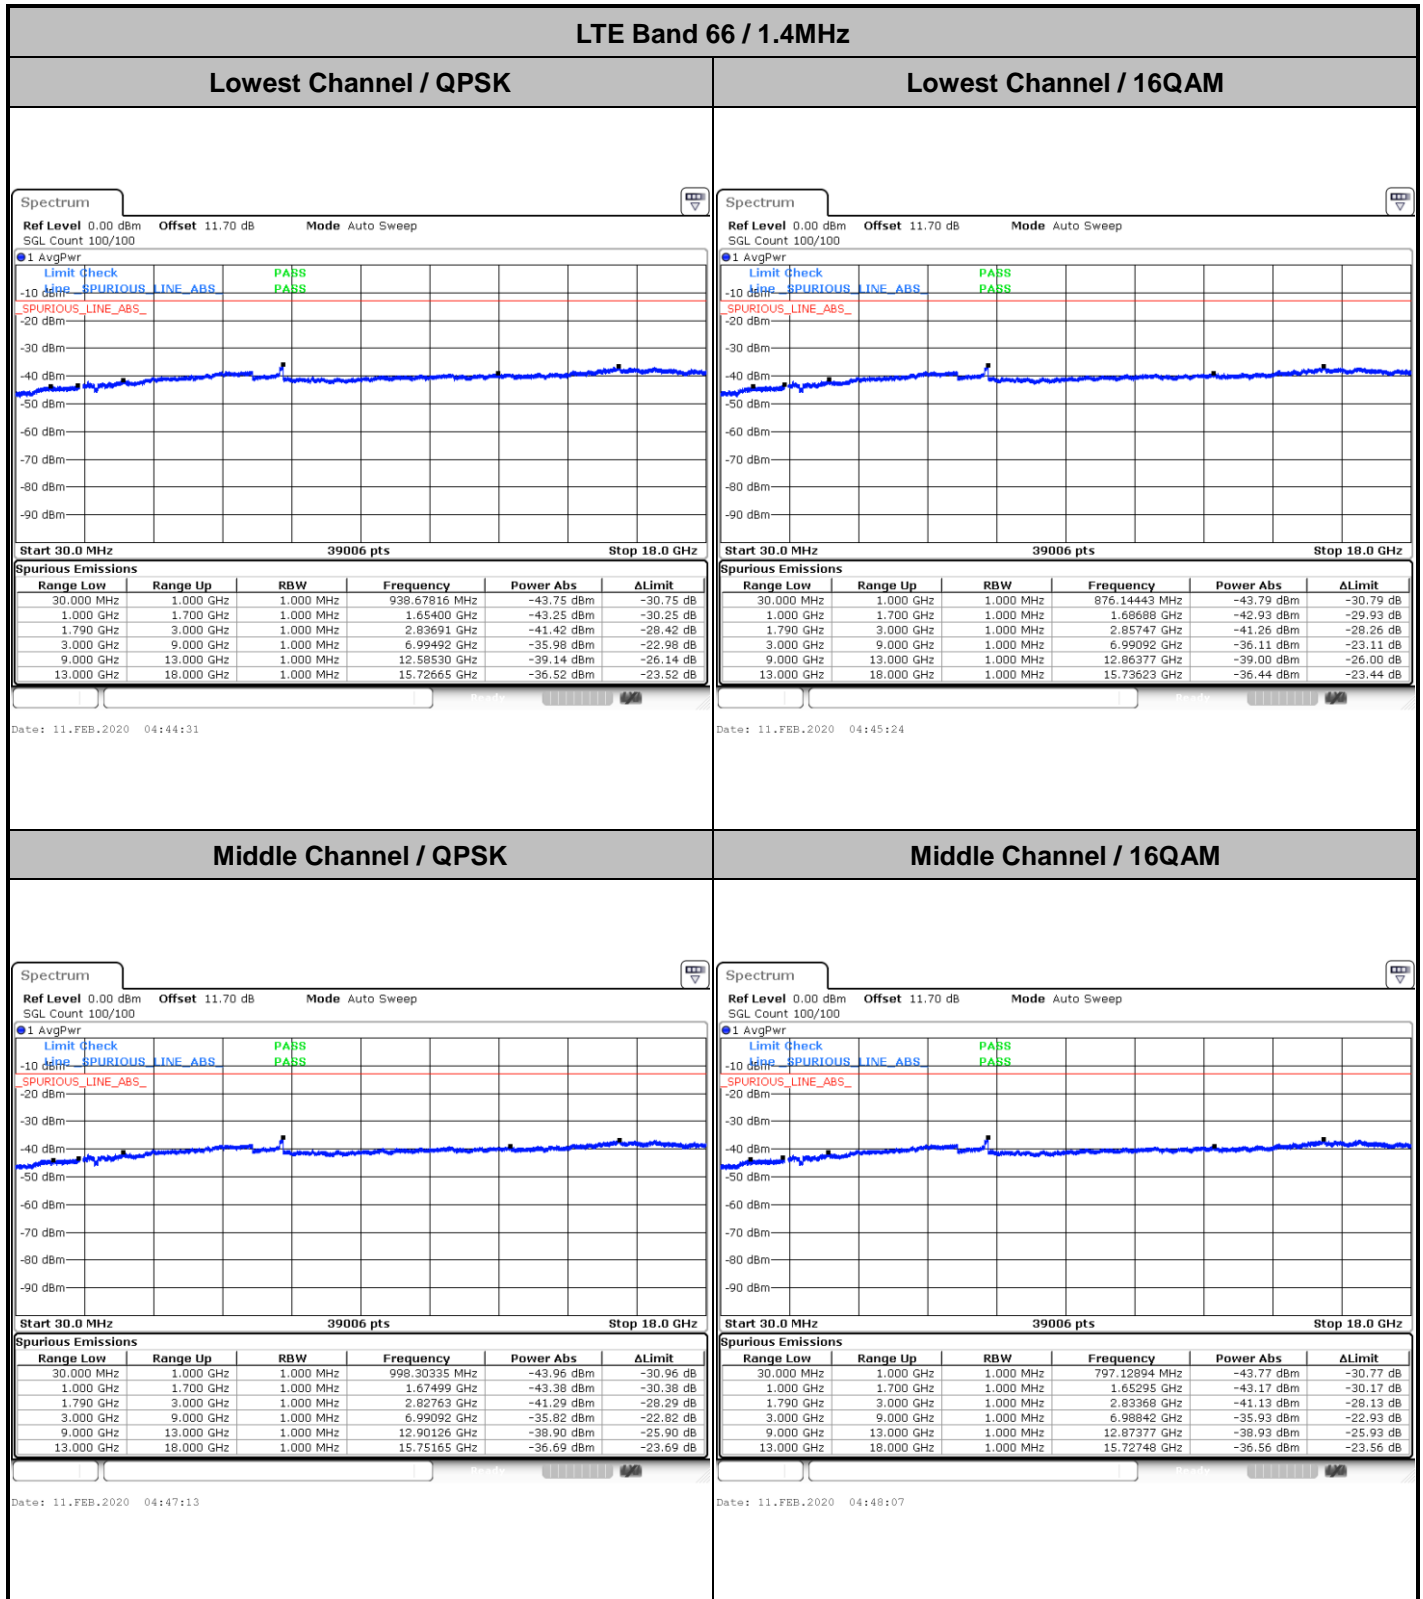 LTE Band 66 / 1.4MHz
Lowest Channel / QPSK
Lowest Channel / 16QAM
Spectrum
Ref Level 0.00 dBm Offset 11.70 dB Mode Auto Sweep
SGL Count 100/100
1 AvgPwr
Limit Check PASS
Line _SPURIOUS_LINE_ABS_ PASS
-10 dBm
_SPURIOUS_LINE_ABS_
-20 dBm
-30 dBm
-40 dBm
-50 dBm
-60 dBm
-70 dBm
-80 dBm
-90 dBm
Start 30.0 MHz 39006 pts Stop 18.0 GHz
Spurious Emissions
Range Low Range Up RBW Frequency Power Abs ΔLimit
30.000 MHz 1.000 GHz 1.000 MHz 938.67816 MHz -43.75 dBm -30.75 dB
1.000 GHz 1.700 GHz 1.000 MHz 1.65400 GHz -43.25 dBm -30.25 dB
1.790 GHz 3.000 GHz 1.000 MHz 2.83691 GHz -41.42 dBm -28.42 dB
3.000 GHz 9.000 GHz 1.000 MHz 6.99492 GHz -35.98 dBm -22.98 dB
9.000 GHz 13.000 GHz 1.000 MHz 12.58530 GHz -39.14 dBm -26.14 dB
13.000 GHz 18.000 GHz 1.000 MHz 15.72665 GHz -36.52 dBm -23.52 dB
Ready
Date: 11.FEB.2020 04:44:31
Spectrum
Ref Level 0.00 dBm Offset 11.70 dB Mode Auto Sweep
SGL Count 100/100
1 AvgPwr
Limit Check PASS
Line _SPURIOUS_LINE_ABS_ PASS
-10 dBm
_SPURIOUS_LINE_ABS_
-20 dBm
-30 dBm
-40 dBm
-50 dBm
-60 dBm
-70 dBm
-80 dBm
-90 dBm
Start 30.0 MHz 39006 pts Stop 18.0 GHz
Spurious Emissions
Range Low Range Up RBW Frequency Power Abs ΔLimit
30.000 MHz 1.000 GHz 1.000 MHz 876.14443 MHz -43.79 dBm -30.79 dB
1.000 GHz 1.700 GHz 1.000 MHz 1.68688 GHz -42.93 dBm -29.93 dB
1.790 GHz 3.000 GHz 1.000 MHz 2.85747 GHz -41.26 dBm -28.26 dB
3.000 GHz 9.000 GHz 1.000 MHz 6.99092 GHz -36.11 dBm -23.11 dB
9.000 GHz 13.000 GHz 1.000 MHz 12.86377 GHz -39.00 dBm -26.00 dB
13.000 GHz 18.000 GHz 1.000 MHz 15.73623 GHz -36.44 dBm -23.44 dB
Ready
Date: 11.FEB.2020 04:45:24
Middle Channel / QPSK
Middle Channel / 16QAM
Spectrum
Ref Level 0.00 dBm Offset 11.70 dB Mode Auto Sweep
SGL Count 100/100
1 AvgPwr
Limit Check PASS
Line _SPURIOUS_LINE_ABS_ PASS
-10 dBm
_SPURIOUS_LINE_ABS_
-20 dBm
-30 dBm
-40 dBm
-50 dBm
-60 dBm
-70 dBm
-80 dBm
-90 dBm
Start 30.0 MHz 39006 pts Stop 18.0 GHz
Spurious Emissions
Range Low Range Up RBW Frequency Power Abs ΔLimit
30.000 MHz 1.000 GHz 1.000 MHz 998.30335 MHz -43.96 dBm -30.96 dB
1.000 GHz 1.700 GHz 1.000 MHz 1.67499 GHz -43.38 dBm -30.38 dB
1.790 GHz 3.000 GHz 1.000 MHz 2.82763 GHz -41.29 dBm -28.29 dB
3.000 GHz 9.000 GHz 1.000 MHz 6.99092 GHz -35.82 dBm -22.82 dB
9.000 GHz 13.000 GHz 1.000 MHz 12.90126 GHz -38.90 dBm -25.90 dB
13.000 GHz 18.000 GHz 1.000 MHz 15.75165 GHz -36.69 dBm -23.69 dB
Ready
Date: 11.FEB.2020 04:47:13
Spectrum
Ref Level 0.00 dBm Offset 11.70 dB Mode Auto Sweep
SGL Count 100/100
1 AvgPwr
Limit Check PASS
Line _SPURIOUS_LINE_ABS_ PASS
-10 dBm
_SPURIOUS_LINE_ABS_
-20 dBm
-30 dBm
-40 dBm
-50 dBm
-60 dBm
-70 dBm
-80 dBm
-90 dBm
Start 30.0 MHz 39006 pts Stop 18.0 GHz
Spurious Emissions
Range Low Range Up RBW Frequency Power Abs ΔLimit
30.000 MHz 1.000 GHz 1.000 MHz 797.12894 MHz -43.77 dBm -30.77 dB
1.000 GHz 1.700 GHz 1.000 MHz 1.65295 GHz -43.17 dBm -30.17 dB
1.790 GHz 3.000 GHz 1.000 MHz 2.83368 GHz -41.13 dBm -28.13 dB
3.000 GHz 9.000 GHz 1.000 MHz 6.98842 GHz -35.93 dBm -22.93 dB
9.000 GHz 13.000 GHz 1.000 MHz 12.87377 GHz -38.93 dBm -25.93 dB
13.000 GHz 18.000 GHz 1.000 MHz 15.72748 GHz -36.56 dBm -23.56 dB
Ready
Date: 11.FEB.2020 04:48:07